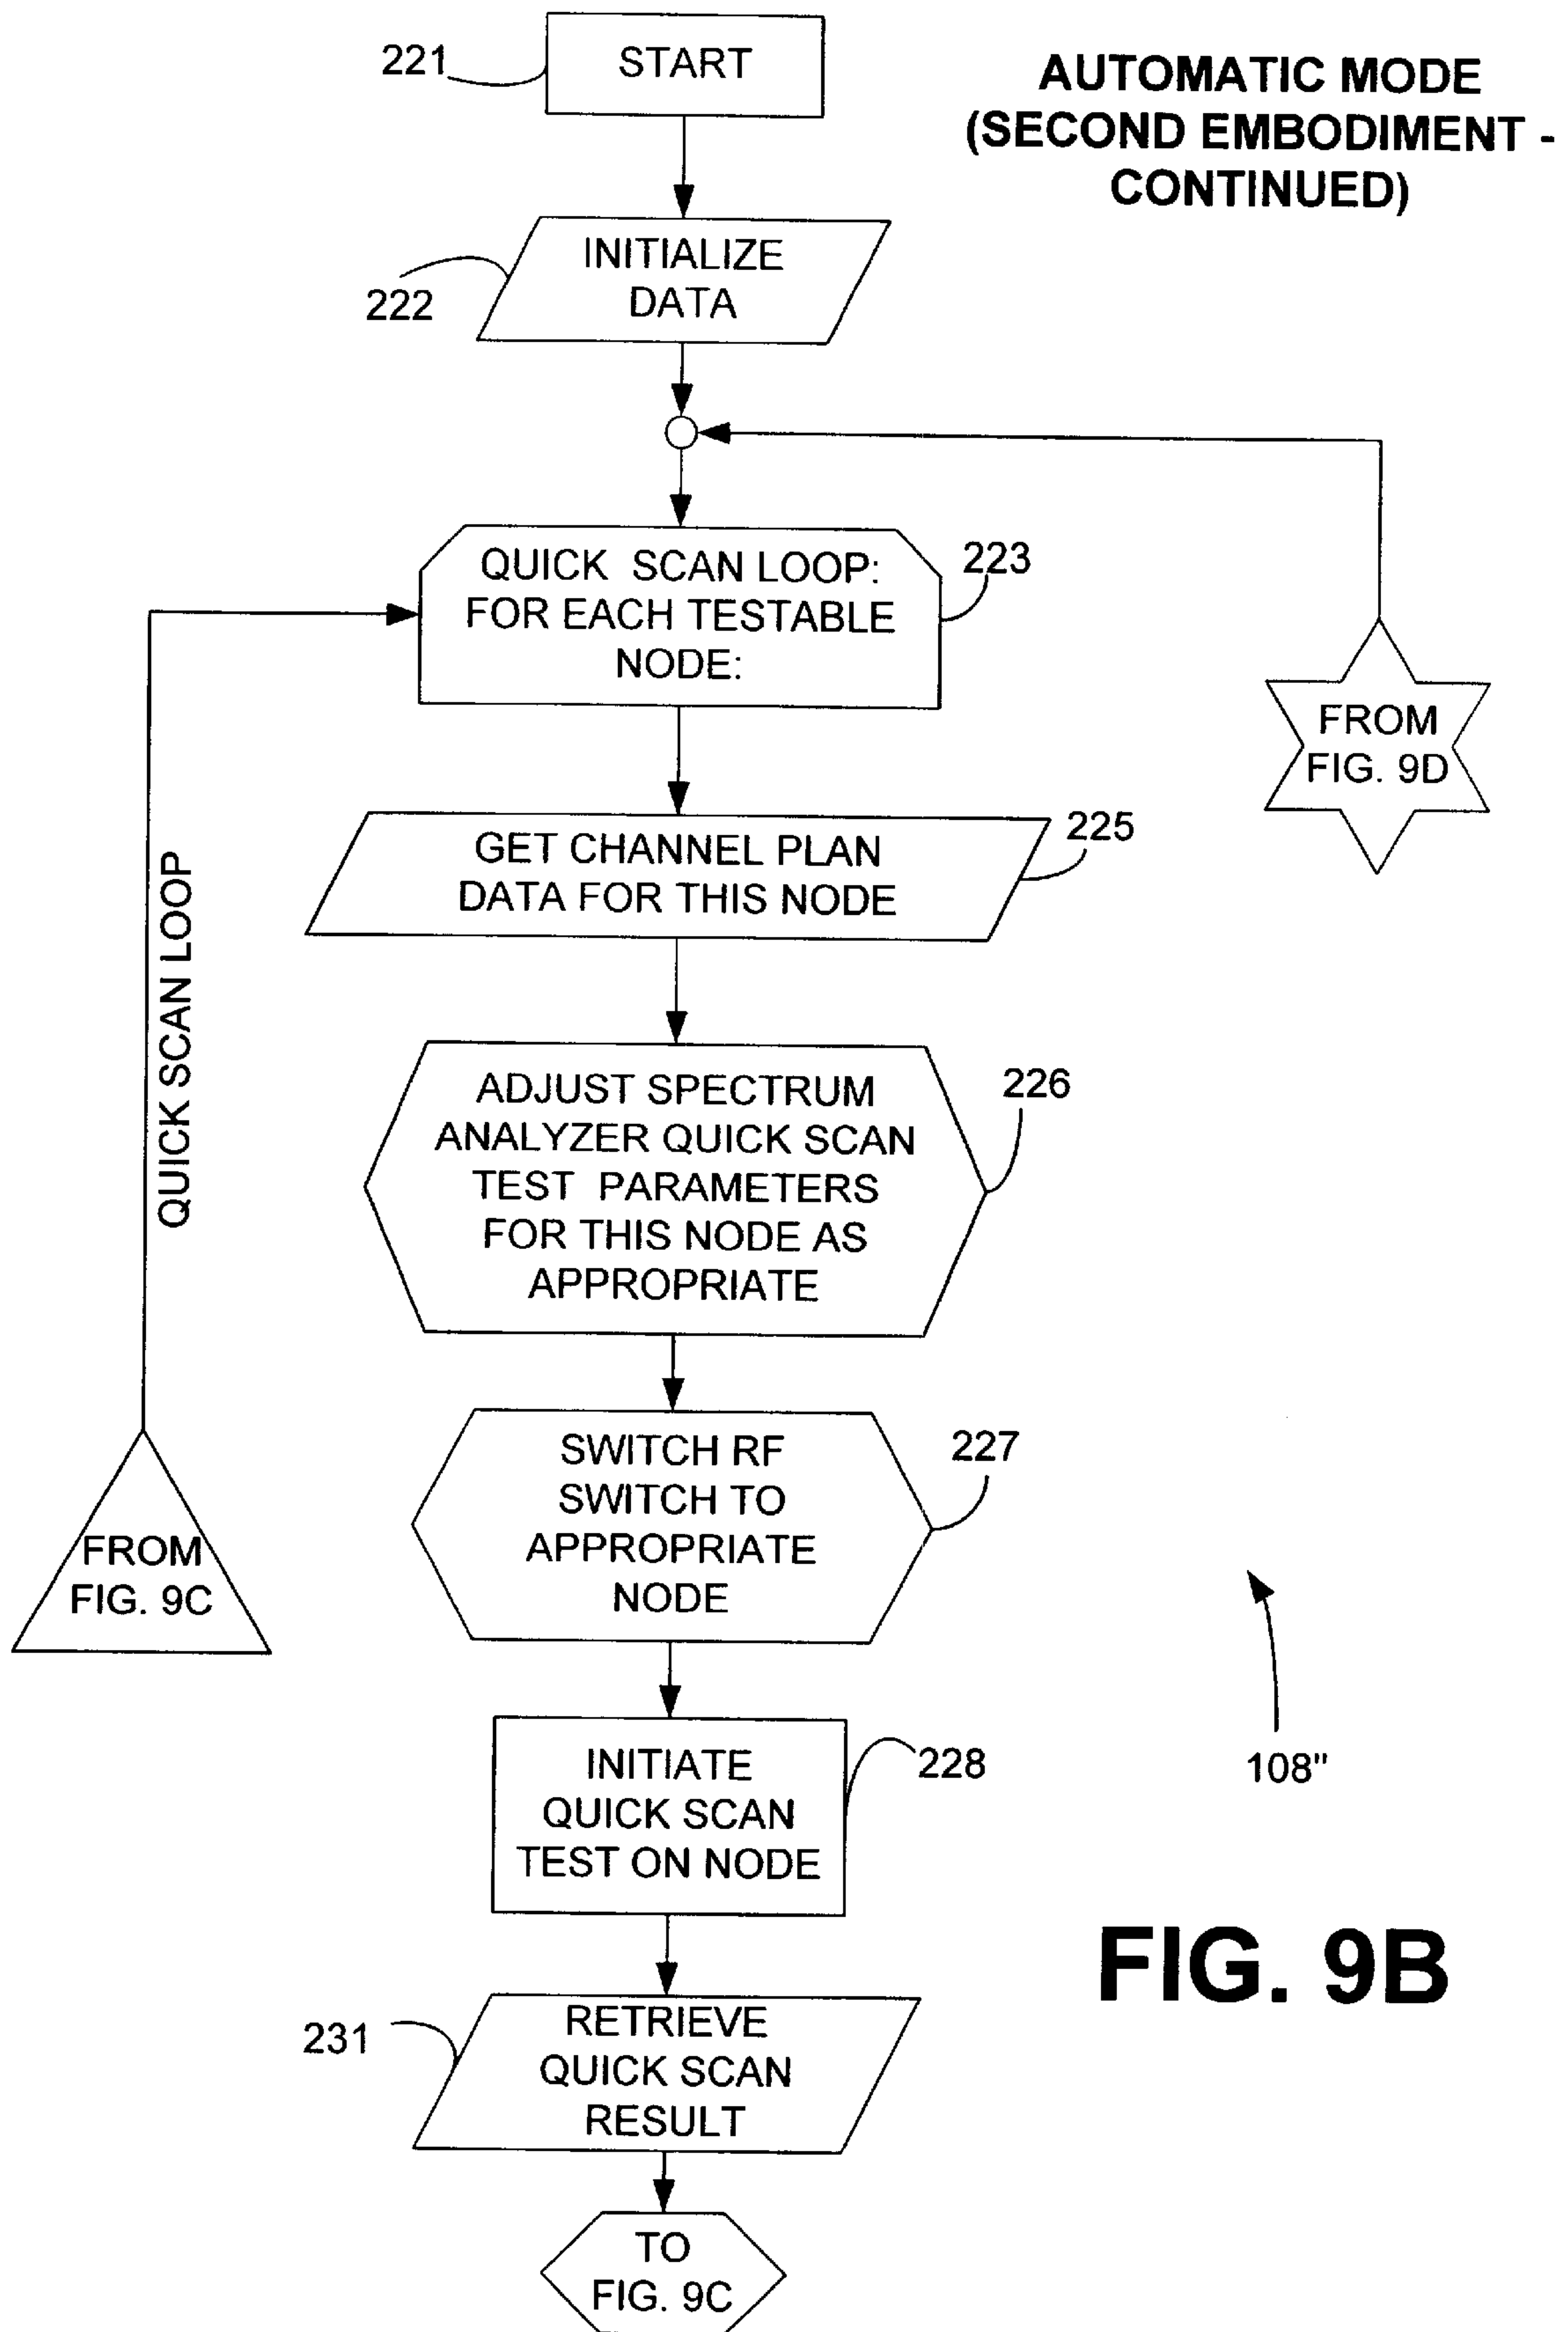 221
START
AUTOMATIC MODE
(SECOND EMBODIMENT -
CONTINUED)
222
INITIALIZE
DATA
QUICK SCAN LOOP:
FOR EACH TESTABLE
NODE:
223
FROM
FIG. 9D
GET CHANNEL PLAN
DATA FOR THIS NODE
225
QUICK SCAN LOOP
ADJUST SPECTRUM
ANALYZER QUICK SCAN
TEST PARAMETERS
FOR THIS NODE AS
APPROPRIATE
226
SWITCH RF
SWITCH TO
APPROPRIATE
NODE
227
FROM
FIG. 9C
INITIATE
QUICK SCAN
TEST ON NODE
228
108"
FIG. 9B
231
RETRIEVE
QUICK SCAN
RESULT
TO
FIG. 9C